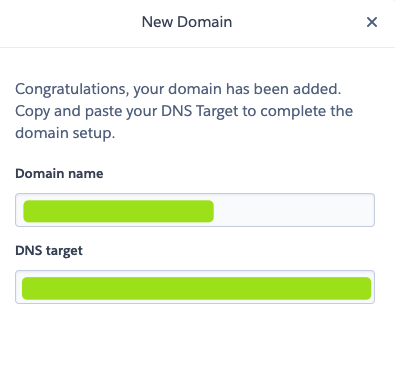 New Domain
Congratulations, your domain has been added.
Copy and paste your DNS Target to complete the
domain setup.
Domain name
DNS target